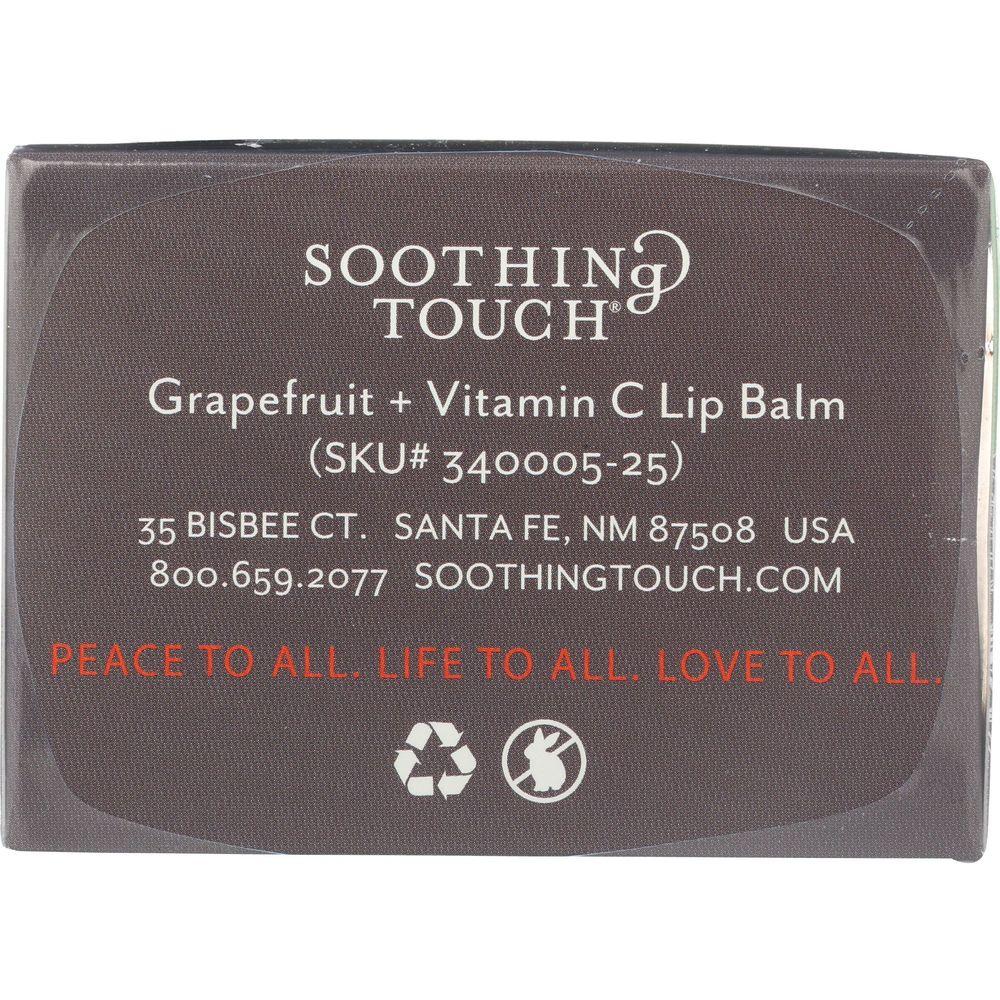 SOOTHINg
TOUCH®
Grapefruit + Vitamin C Lip Balm
(SKU# 340005-25)
35 BISBEE CT. SANTA FE, NM 87508 USA
800.659.2077 SOOTHINGTOUCH.COM
PEACE TO ALL. LIFE TO ALL. LOVE TO ALL.